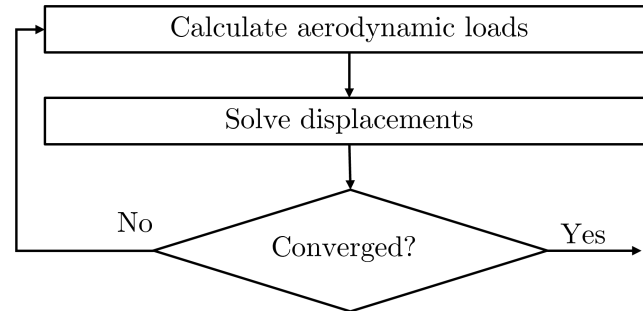 Calculate aerodynamic loads
Solve displacements
No
Converged?
Yes